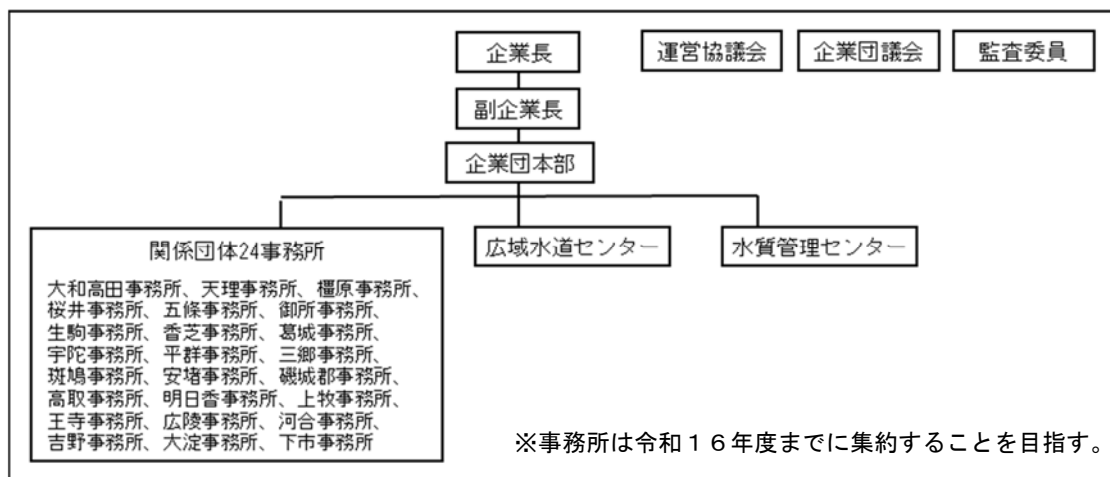 企業長
運営協議会
企業団議会
監査委員
副企業長
企業団本部
関係団体24事務所
大和高田事務所、天理事務所、橿原事務所、
桜井事務所、五條事務所、御所事務所、
生駒事務所、香芝事務所、葛城事務所、
宇陀事務所、平群事務所、三郷事務所、
斑鳩事務所、安堵事務所、磯城郡事務所、
高取事務所、明日香事務所、上牧事務所、
王寺事務所、広陵事務所、河合事務所、
吉野事務所、大淀事務所、下市事務所
広域水道センター
水質管理センター
※事務所は令和１６年度までに集約することを目指す。